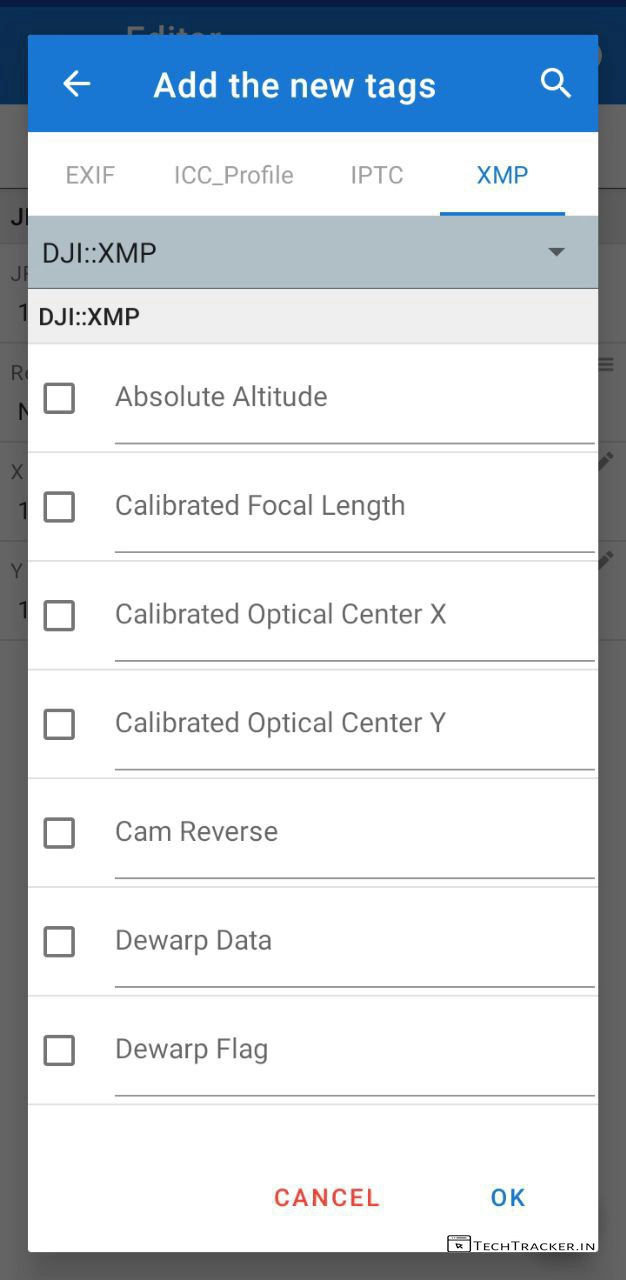 Editor
Add the new tags
EXIF ICC_Profile IPTC XMP
DJI::XMP
DJI::XMP
Absolute Altitude
Calibrated Focal Length
Calibrated Optical Center X
Calibrated Optical Center Y
Cam Reverse
Dewarp Data
Dewarp Flag
X
Y
CANCEL OK
TECHTRACKER.IN